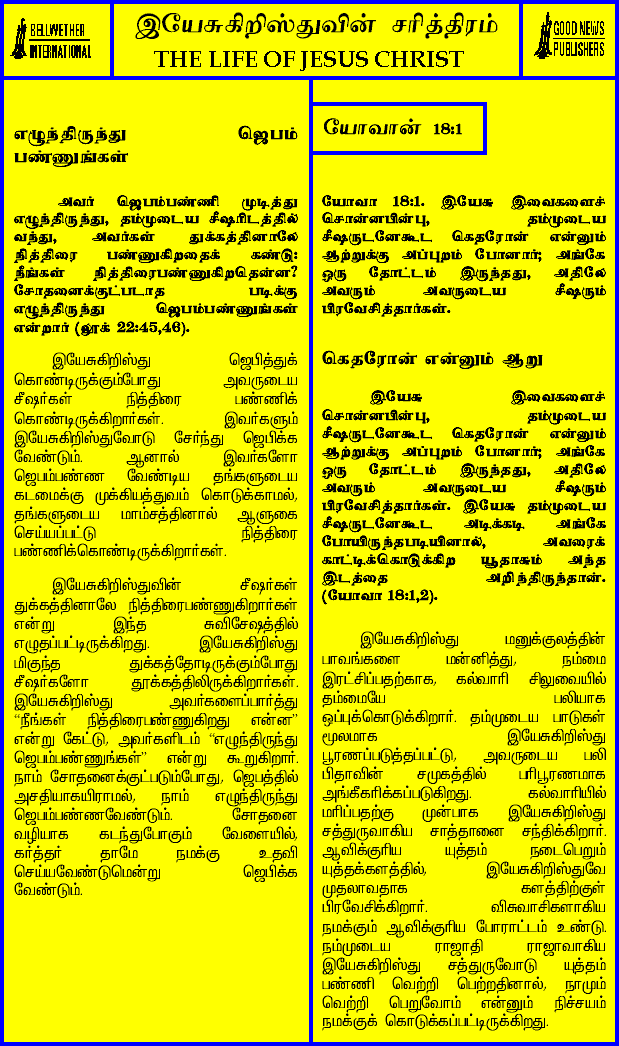 BELLWETHER
INTERNATIONAL
இயேசுகிறிஸ்துவின் சரித்திரம்
THE LIFE OF JESUS CHRIST
GOOD NEWS
PUBLISHERS
எழுந்திருந்து ஜெபம்
பண்ணுங்கள்
அவர் ஜெபம்பண்ணி முடித்து
எழுந்திருந்து, தம்முடைய சீஷரிடத்தில்
வந்து, அவர்கள் துக்கத்தினாலே
நித்திரை பண்ணுகிறதைக் கண்டு:
நீங்கள் நித்திரைபண்ணுகிறதென்ன?
சோதனைக்குட்படாத படிக்கு
எழுந்திருந்து ஜெபம்பண்ணுங்கள்
என்றார் (லூக் 22:45,46).
இயேசுகிறிஸ்து ஜெபித்துக்
கொண்டிருக்கும்போது அவருடைய
சீஷர்கள் நித்திரை பண்ணிக்
கொண்டிருக்கிறார்கள். இவர்களும்
இயேசுகிறிஸ்துவோடு சேர்ந்து ஜெபிக்க
வேண்டும். ஆனால் இவர்களோ
ஜெபம்பண்ண வேண்டிய தங்களுடைய
கடமைக்கு முக்கியத்துவம் கொடுக்காமல்,
தங்களுடைய மாம்சத்தினால் ஆளுகை
செய்யப்பட்டு நித்திரை
பண்ணிக்கொண்டிருக்கிறார்கள்.
இயேசுகிறிஸ்துவின் சீஷர்கள்
துக்கத்தினாலே நித்திரைபண்ணுகிறார்கள்
என்று இந்த சுவிசேஷத்தில்
எழுதப்பட்டிருக்கிறது. இயேசுகிறிஸ்து
மிகுந்த துக்கத்தோடிருக்கும்போது
சீஷர்களோ தூக்கத்திலிருக்கிறார்கள்.
இயேசுகிறிஸ்து அவர்களைப்பார்த்து
“நீங்கள் நித்திரைபண்ணுகிறது என்ன”
என்று கேட்டு, அவர்களிடம் “எழுந்திருந்து
ஜெபம்பண்ணுங்கள்” என்று கூறுகிறார்.
நாம் சோதனைக்குட்படும்போது, ஜெபத்தில்
அசதியாகயிராமல், நாம் எழுந்திருந்து
ஜெபம்பண்ணவேண்டும். சோதனை
வழியாக கடந்துபோகும் வேளையில்,
கர்த்தர் தாமே நமக்கு உதவி
செய்யவேண்டுமென்று ஜெபிக்க
வேண்டும்.
யோவான் 18:1
யோவா 18:1. இயேசு இவைகளைச்
சொன்னபின்பு, தம்முடைய
சீஷருடனேகூட கெதரோன் என்னும்
ஆற்றுக்கு அப்புறம் போனார்; அங்கே
ஒரு தோட்டம் இருந்தது, அதிலே
அவரும் அவருடைய சீஷரும்
பிரவேசித்தார்கள்.
கெதரோன் என்னும் ஆறு
இயேசு இவைகளைச்
சொன்னபின்பு, தம்முடைய
சீஷருடனேகூட கெதரோன் என்னும்
ஆற்றுக்கு அப்புறம் போனார்; அங்கே
ஒரு தோட்டம் இருந்தது, அதிலே
அவரும் அவருடைய சீஷரும்
பிரவேசித்தார்கள். இயேசு தம்முடைய
சீஷருடனேகூட அடிக்கடி அங்கே
போயிருந்தபடியினால், அவரைக்
காட்டிக்கொடுக்கிற யூதாசும் அந்த
இடத்தை அறிந்திருந்தான்.
(யோவா 18:1,2).
இயேசுகிறிஸ்து மனுக்குலத்தின்
பாவங்களை மன்னித்து, நம்மை
இரட்சிப்பதற்காக, கல்வாரி சிலுவையில்
தம்மையே பலியாக
ஒப்புக்கொடுக்கிறார். தம்முடைய பாடுகள்
மூலமாக இயேசுகிறிஸ்து
பூரணப்படுத்தப்பட்டு, அவருடைய பலி
பிதாவின் சமுகத்தில் பரிபூரணமாக
அங்கீகரிக்கப்படுகிறது. கல்வாரியில்
மரிப்பதற்கு முன்பாக இயேசுகிறிஸ்து
சத்துருவாகிய சாத்தானை சந்திக்கிறார்.
ஆவிக்குரிய யுத்தம் நடைபெறும்
யுத்தக்களத்தில், இயேசுகிறிஸ்துவே
முதலாவதாக களத்திற்குள்
பிரவேசிக்கிறார். விசுவாசிகளாகிய
நமக்கும் ஆவிக்குரிய போராட்டம் உண்டு.
நம்முடைய ராஜாதி ராஜாவாகிய
இயேசுகிறிஸ்து சத்துருவோடு யுத்தம்
பண்ணி வெற்றி பெற்றதினால், நாமும்
வெற்றி பெறுவோம் என்னும் நிச்சயம்
நமக்குக் கொடுக்கப்பட்டிருக்கிறது.